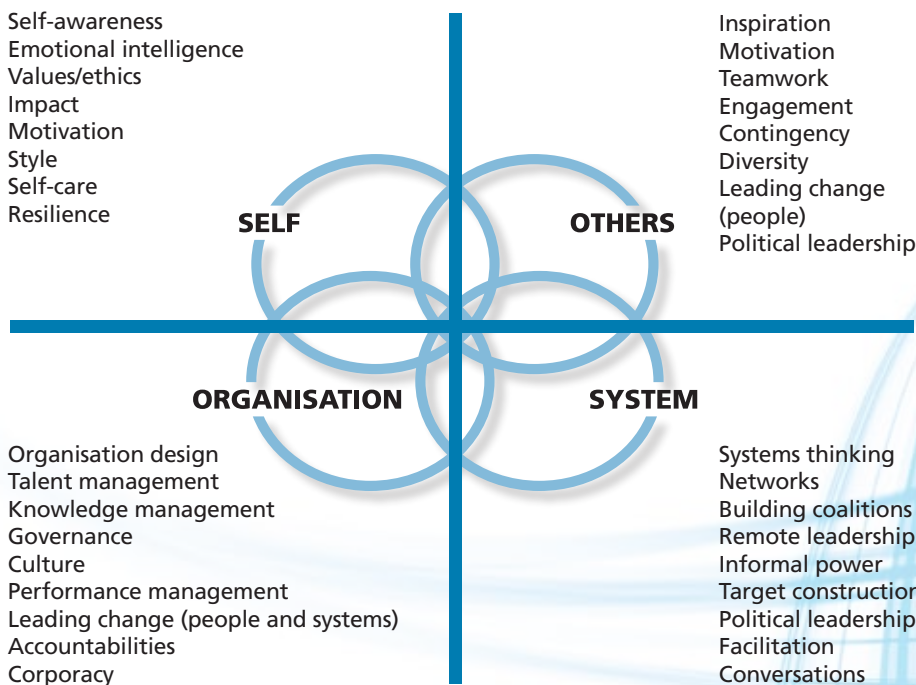 Self-awareness
Emotional intelligence
Values/ethics
Impact
Motivation
Style
Self-care
Resilience
Inspiration
Motivation
Teamwork
Engagement
Contingency
Diversity
Leading change
(people)
Political leadership
SELF
OTHERS
ORGANISATION
SYSTEM
Organisation design
Talent management
Knowledge management
Governance
Culture
Performance management
Leading change (people and systems)
Accountabilities
Corporacy
Systems thinking
Networks
Building coalitions
Remote leadership
Informal power
Target construction
Political leadership
Facilitation
Conversations